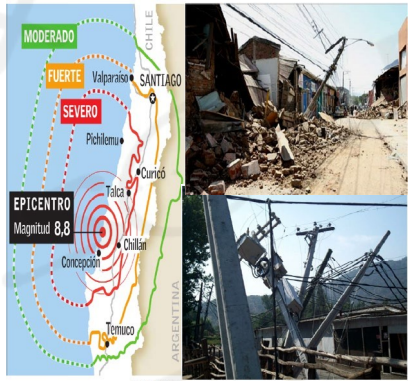 MODERADO
CHILE
FUERTE
Valparaíso
SANTIAGO
SEVERO
Pichilemu
Curicó
Talca
EPICENTRO
Magnitud 8,8
Chillán
Concepción
Temuco
ARGENTINA